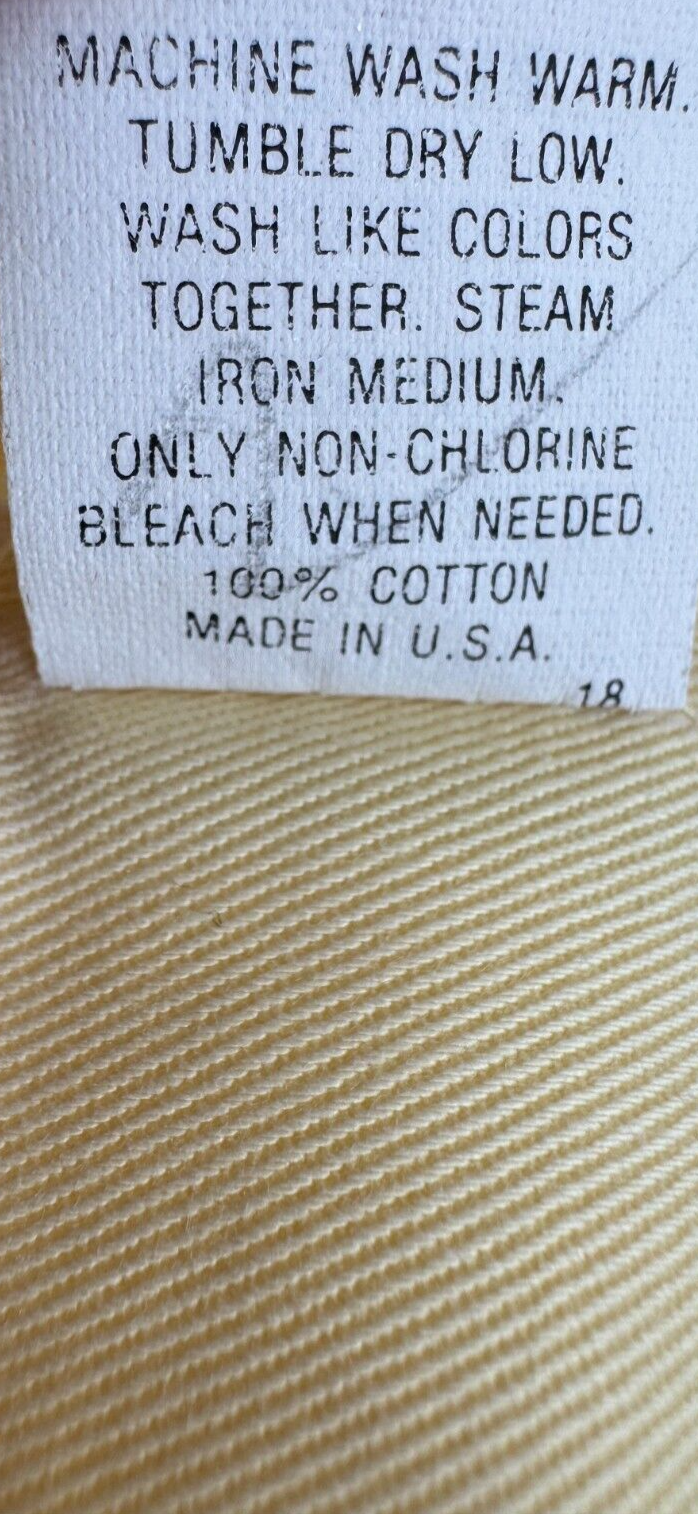 MACHINE WASH WARM.
TUMBLE DRY LOW.
WASH LIKE COLORS
TOGETHER. STEAM
IRON MEDIUM.
ONLY NON-CHLORINE
BLEACH WHEN NEEDED.
100% COTTON
MADE IN U.S.A.
18